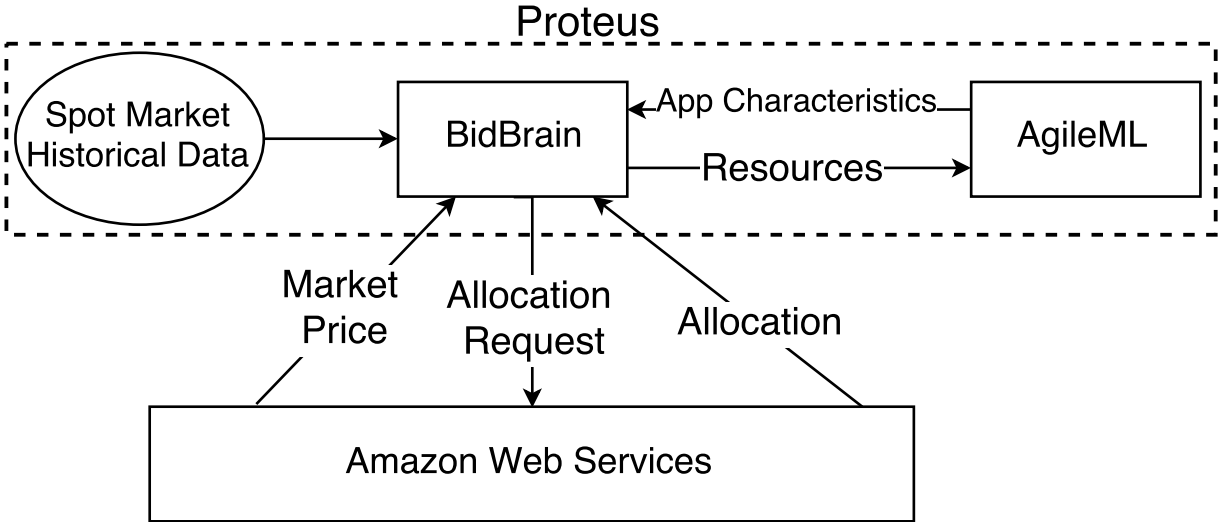 Proteus
Spot Market
Historical Data
BidBrain
App Characteristics
Resources
AgileML
Market
Price
Allocation
Request
Allocation
Amazon Web Services